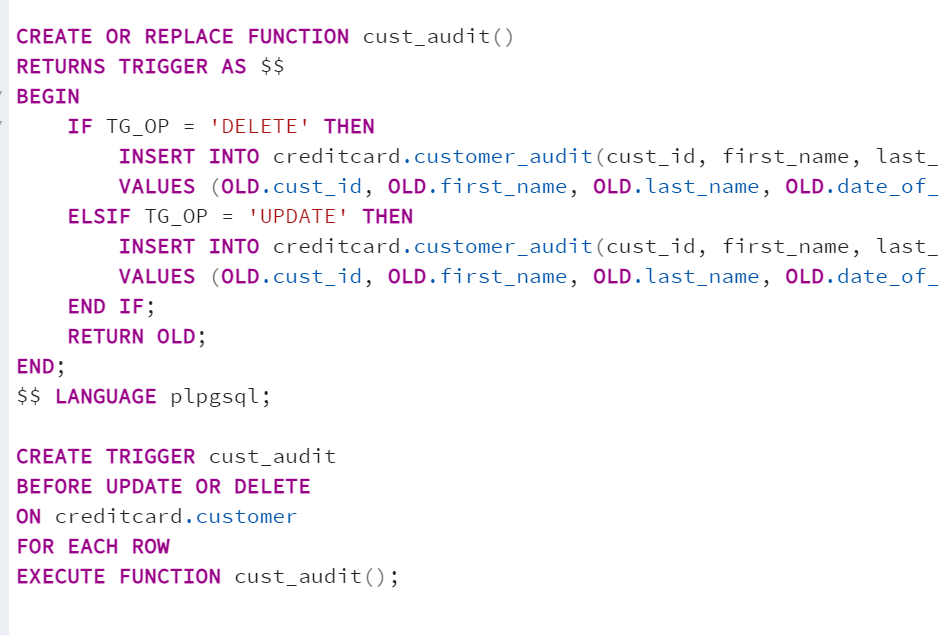 CREATE OR REPLACE FUNCTION cust_audit()
RETURNS TRIGGER AS $$
BEGIN
    IF TG_OP = 'DELETE' THEN
        INSERT INTO creditcard.customer_audit(cust_id, first_name, last_
        VALUES (OLD.cust_id, OLD.first_name, OLD.last_name, OLD.date_of_
    ELSIF TG_OP = 'UPDATE' THEN
        INSERT INTO creditcard.customer_audit(cust_id, first_name, last_
        VALUES (OLD.cust_id, OLD.first_name, OLD.last_name, OLD.date_of_
    END IF;
    RETURN OLD;
END;
$$ LANGUAGE plpgsql;

CREATE TRIGGER cust_audit
BEFORE UPDATE OR DELETE
ON creditcard.customer
FOR EACH ROW
EXECUTE FUNCTION cust_audit();